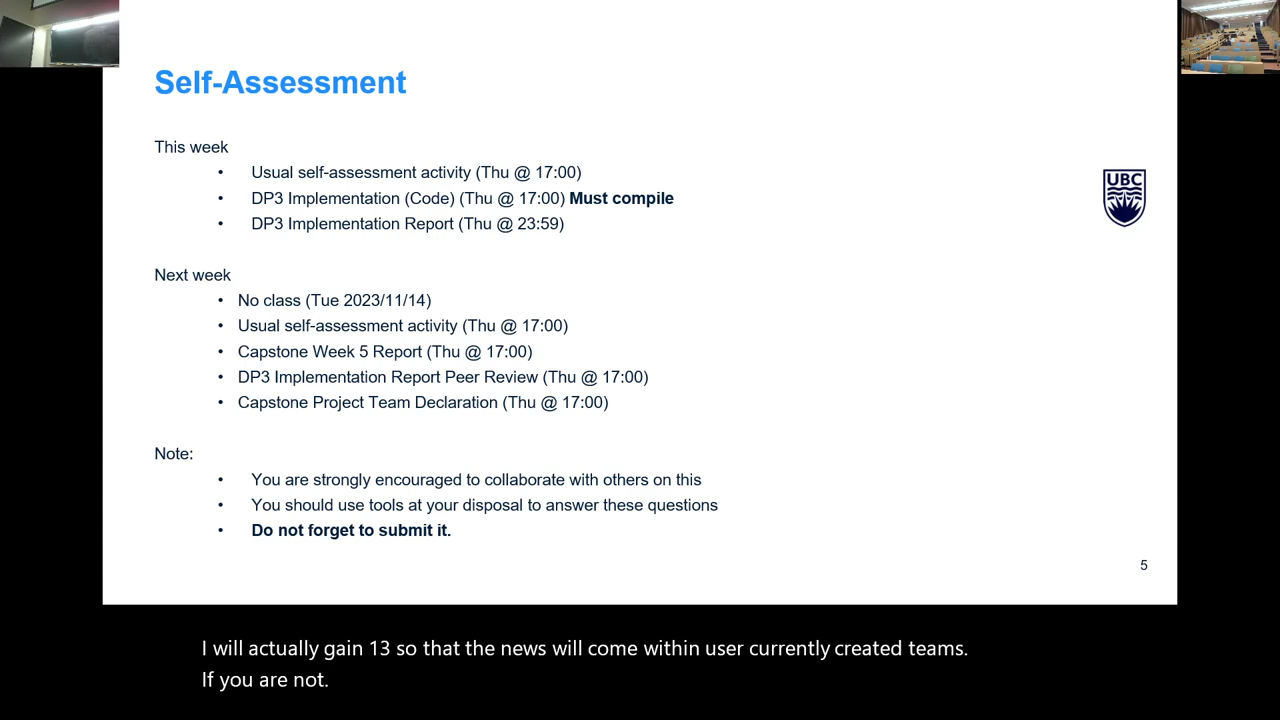 Self-Assessment
This week
• Usual self-assessment activity (Thu @ 17:00)
• DP3 Implementation (Code) (Thu @ 17:00) Must compile
• DP3 Implementation Report (Thu @ 23:59)
UBC
Next week
• No class (Tue 2023/11/14)
• Usual self-assessment activity (Thu @ 17:00)
• Capstone Week 5 Report (Thu @ 17:00)
• DP3 Implementation Report Peer Review (Thu @ 17:00)
• Capstone Project Team Declaration (Thu @ 17:00)
Note:
• You are strongly encouraged to collaborate with others on this
• You should use tools at your disposal to answer these questions
• Do not forget to submit it.
5
I will actually gain 13 so that the news will come within user currently created teams.
If you are not.